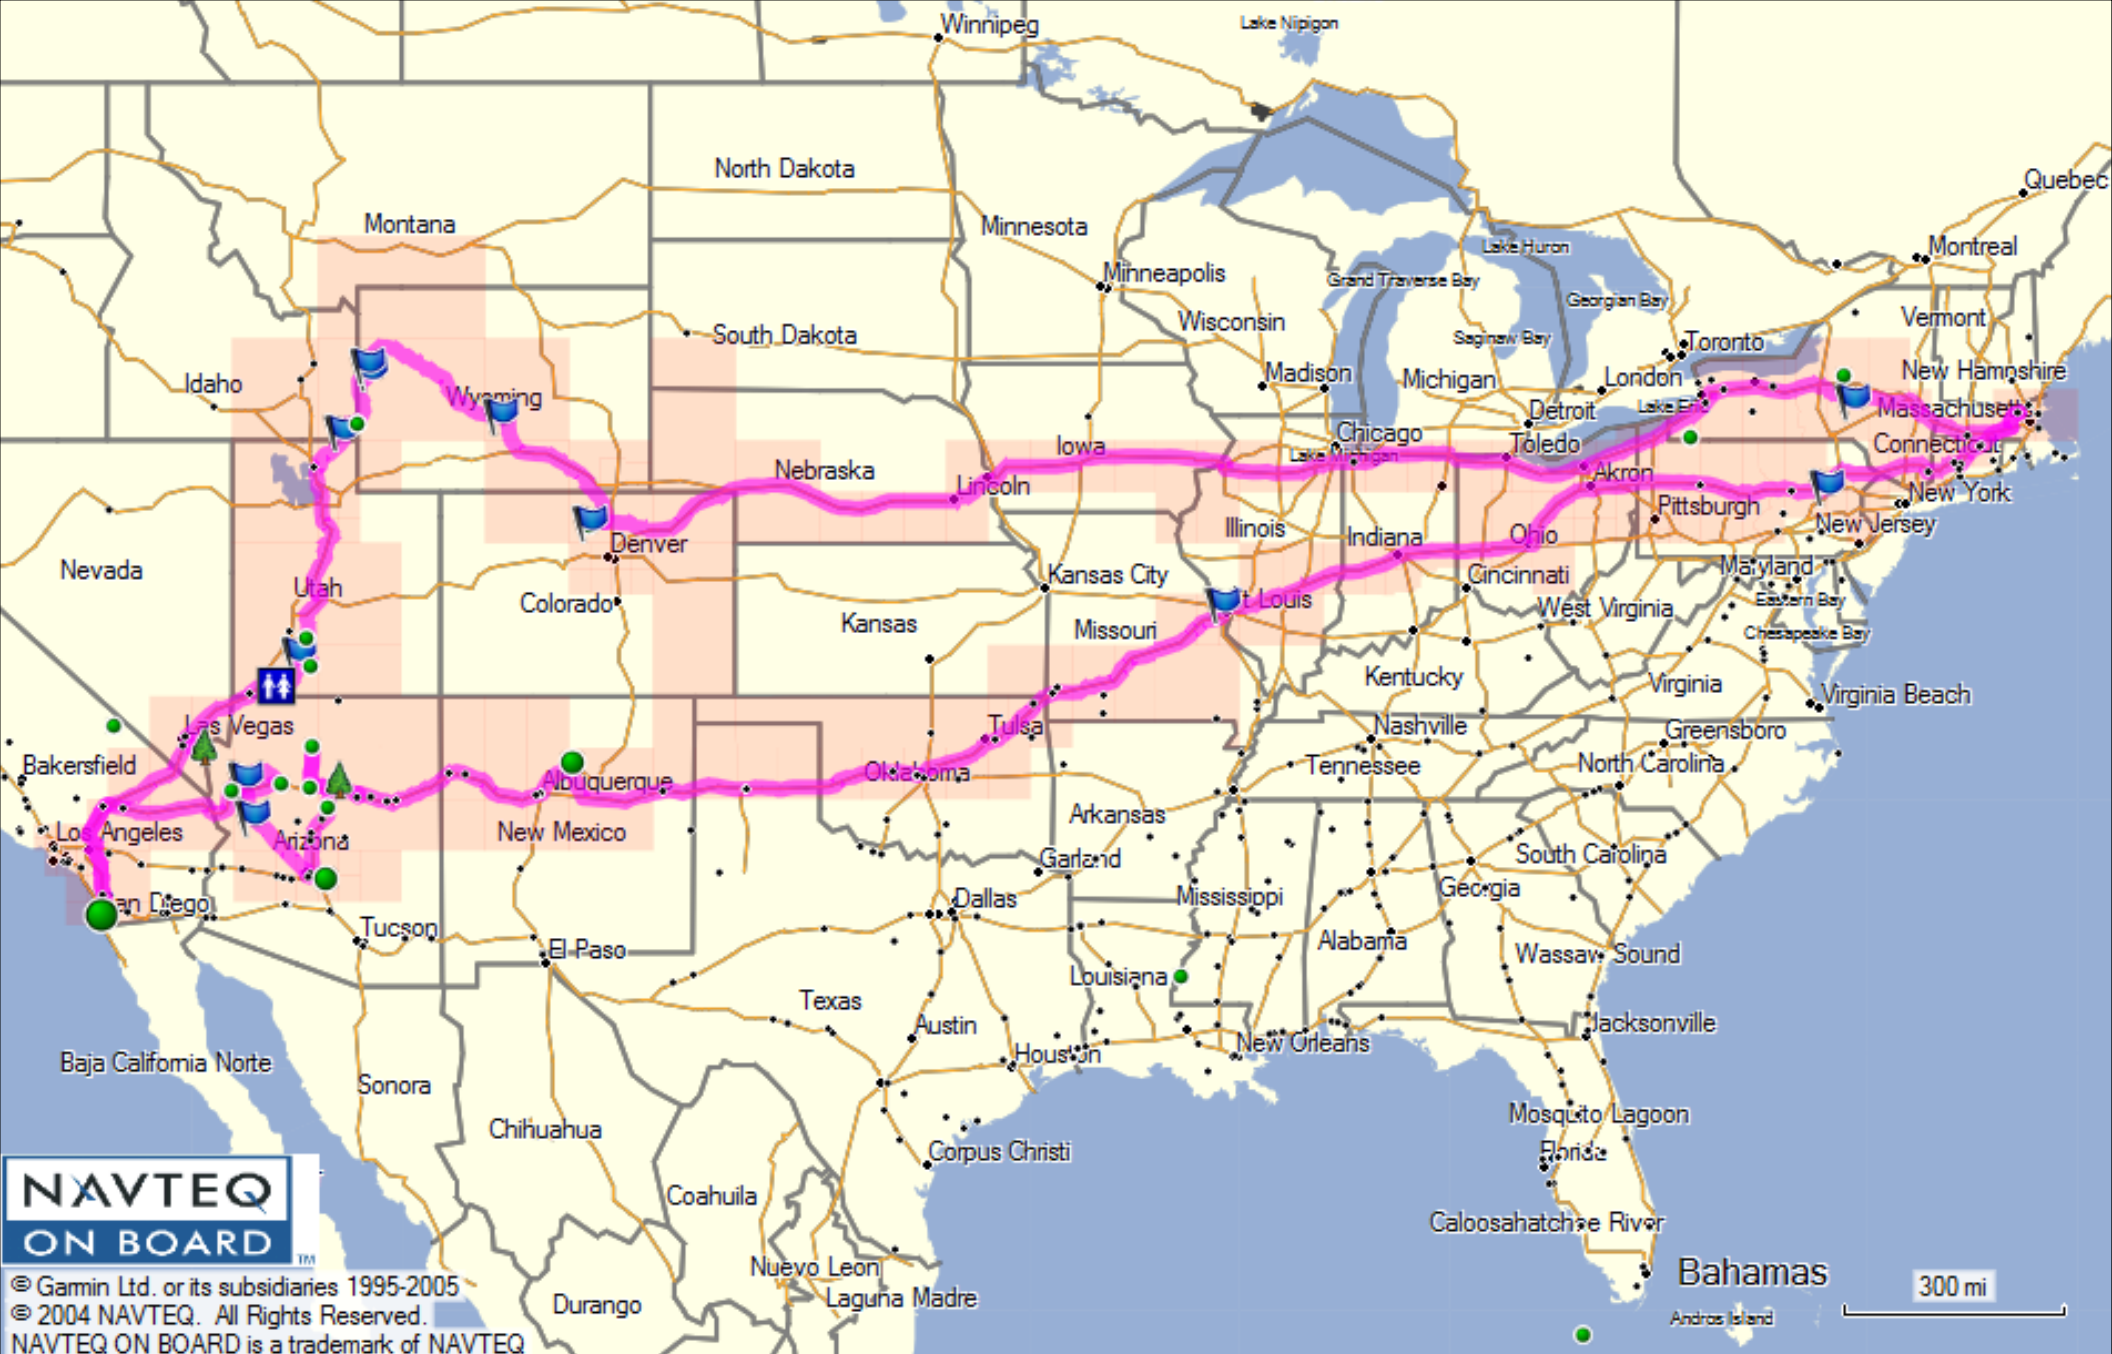 Winnipeg
Lake Nipigon
North Dakota
Quebec
Montana
Minnesota
Lake Huron
Montreal
Minneapolis
Grand Traverse Bay
Georgian Bay
Wisconsin
Vermont
South Dakota
Saginaw Bay
Toronto
Idaho
Madison
Michigan
London
New Hampshire
Wyoming
Detroit
Lake Erie
Massachusett
Chicago
Toledo
Connecticut
Iowa
Lake Michigan
Nebraska
Akron
Lincoln
Pittsburgh
New York
Illinois
New Jersey
Denver
Indiana
Ohio
Nevada
Kansas City
Cincinnati
Maryland
Utah
Colorado
t Louis
West Virginia
Eastern Bay
Kansas
Missouri
Chesapeake Bay
Kentucky
Virginia
Virginia Beach
Las Vegas
Tulsa
Nashville
Greensboro
Bakersfield
Albuquerque
Oklahoma
Tennessee
North Carolina
Los Angeles
Arizona
New Mexico
Arkansas
Garland
South Carolina
Georgia
an Diego
Dallas
Mississippi
Tucson
El Paso
Alabama
Wassaw Sound
Louisiana
Texas
Austin
Jacksonville
New Orleans
Houston
Baja California Norte
Sonora
Chihuahua
Mosquito Lagoon
Corpus Christi
Florida
NAVTEQ
ON BOARD
TM
Coahuila
Caloosahatchee River
Nuevo Leon
Bahamas
© Garmin Ltd. or its subsidiaries 1995-2005
300 mi
Durango
Laguna Madre
© 2004 NAVTEQ. All Rights Reserved.
Andros Island
NAVTEQ ON BOARD is a trademark of NAVTEQ